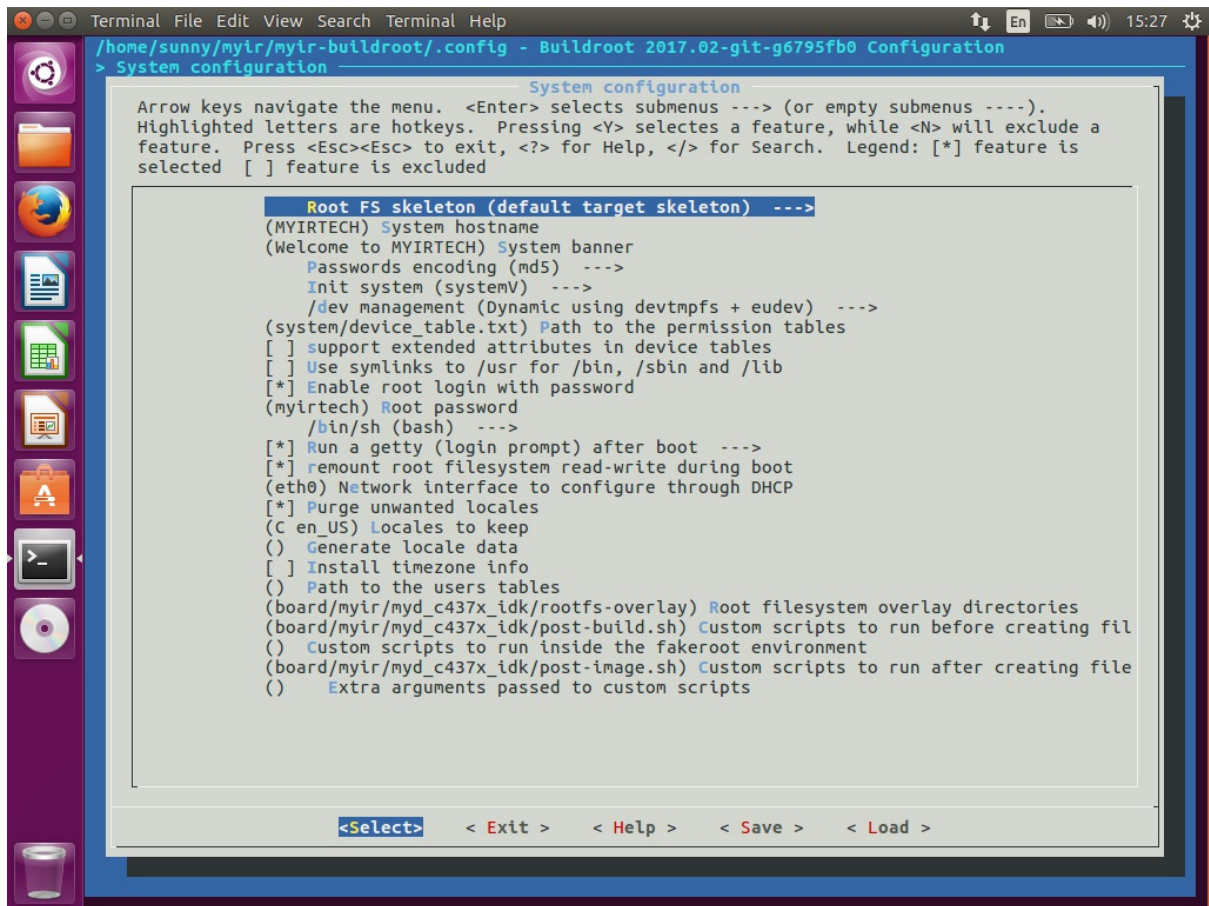 Terminal File Edit View Search Terminal Help En 15:27
/home/sunny/myir/myir-buildroot/.config - Buildroot 2017.02-git-g6795fb0 Configuration
> System configuration
System configuration
Arrow keys navigate the menu. <Enter> selects submenus ---> (or empty submenus ----).
Highlighted letters are hotkeys. Pressing <Y> selectes a feature, while <N> will exclude a
feature. Press <Esc><Esc> to exit, <?> for Help, </> for Search. Legend: [*] feature is
selected [ ] feature is excluded
Root FS skeleton (default target skeleton) --->
(MYIRTECH) System hostname
(Welcome to MYIRTECH) System banner
Passwords encoding (md5) --->
Init system (systemV) --->
/dev management (Dynamic using devtmpfs + eudev) --->
(system/device_table.txt) Path to the permission tables
[ ] support extended attributes in device tables
[ ] Use symlinks to /usr for /bin, /sbin and /lib
[*] Enable root login with password
(myirtech) Root password
/bin/sh (bash) --->
[*] Run a getty (login prompt) after boot --->
[*] remount root filesystem read-write during boot
(eth0) Network interface to configure through DHCP
[*] Purge unwanted locales
(C en_US) Locales to keep
() Generate locale data
[ ] Install timezone info
() Path to the users tables
(board/myir/myd_c437x_idk/rootfs-overlay) Root filesystem overlay directories
(board/myir/myd_c437x_idk/post-build.sh) Custom scripts to run before creating fil
() Custom scripts to run inside the fakeroot environment
(board/myir/myd_c437x_idk/post-image.sh) Custom scripts to run after creating file
() Extra arguments passed to custom scripts
<Select> < Exit > < Help > < Save > < Load >